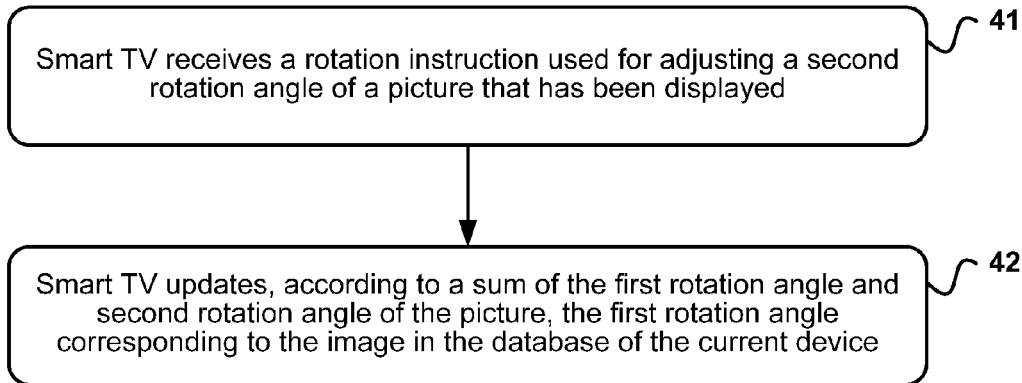 Smart TV receives a rotation instruction used for adjusting a second
rotation angle of a picture that has been displayed
41
Smart TV updates, according to a sum of the first rotation angle and
second rotation angle of the picture, the first rotation angle
corresponding to the image in the database of the current device
42